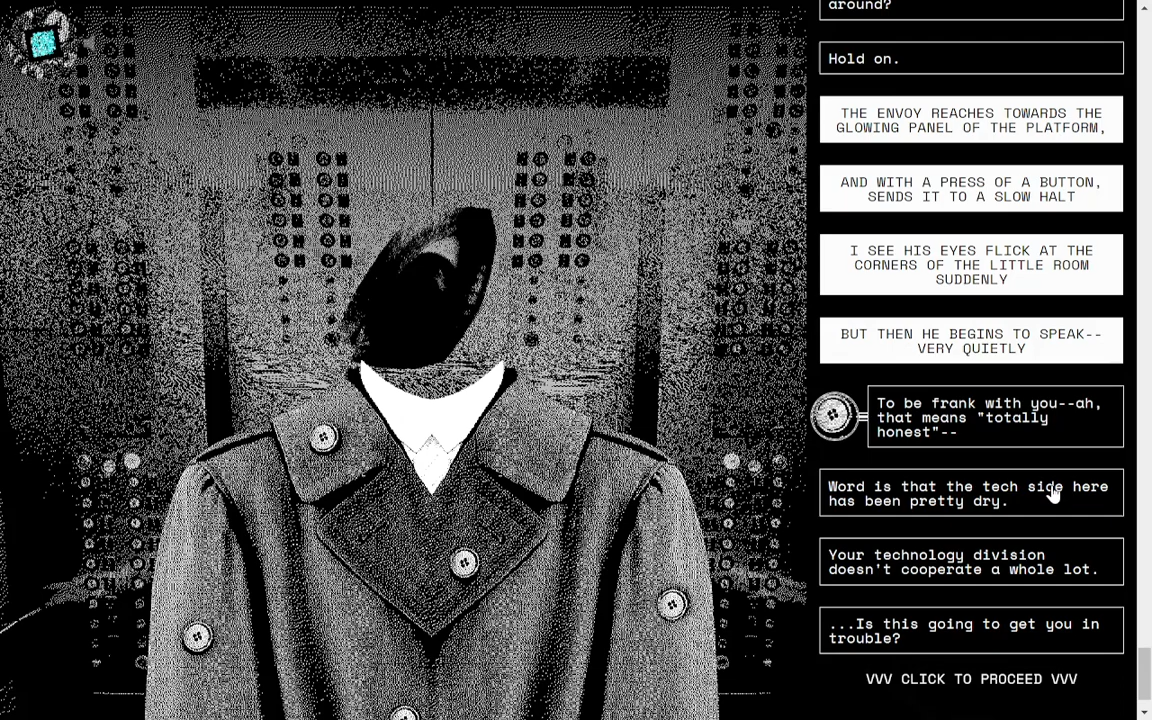 around?
Hold on.
THE ENVOY REACHES TOWARDS THE
GLOWING PANEL OF THE PLATFORM,
AND WITH A PRESS OF A BUTTON,
SENDS IT TO A SLOW HALT
I SEE HIS EYES FLICK AT THE
CORNERS OF THE LITTLE ROOM
SUDDENLY
BUT THEN HE BEGINS TO SPEAK--
VERY QUIETLY
To be frank with you--ah,
that means "totally
honest"--
Word is that the tech side here
has been pretty dry.
Your technology division
doesn't cooperate a whole lot.
...Is this going to get you in
trouble?
VVV CLICK TO PROCEED VVV